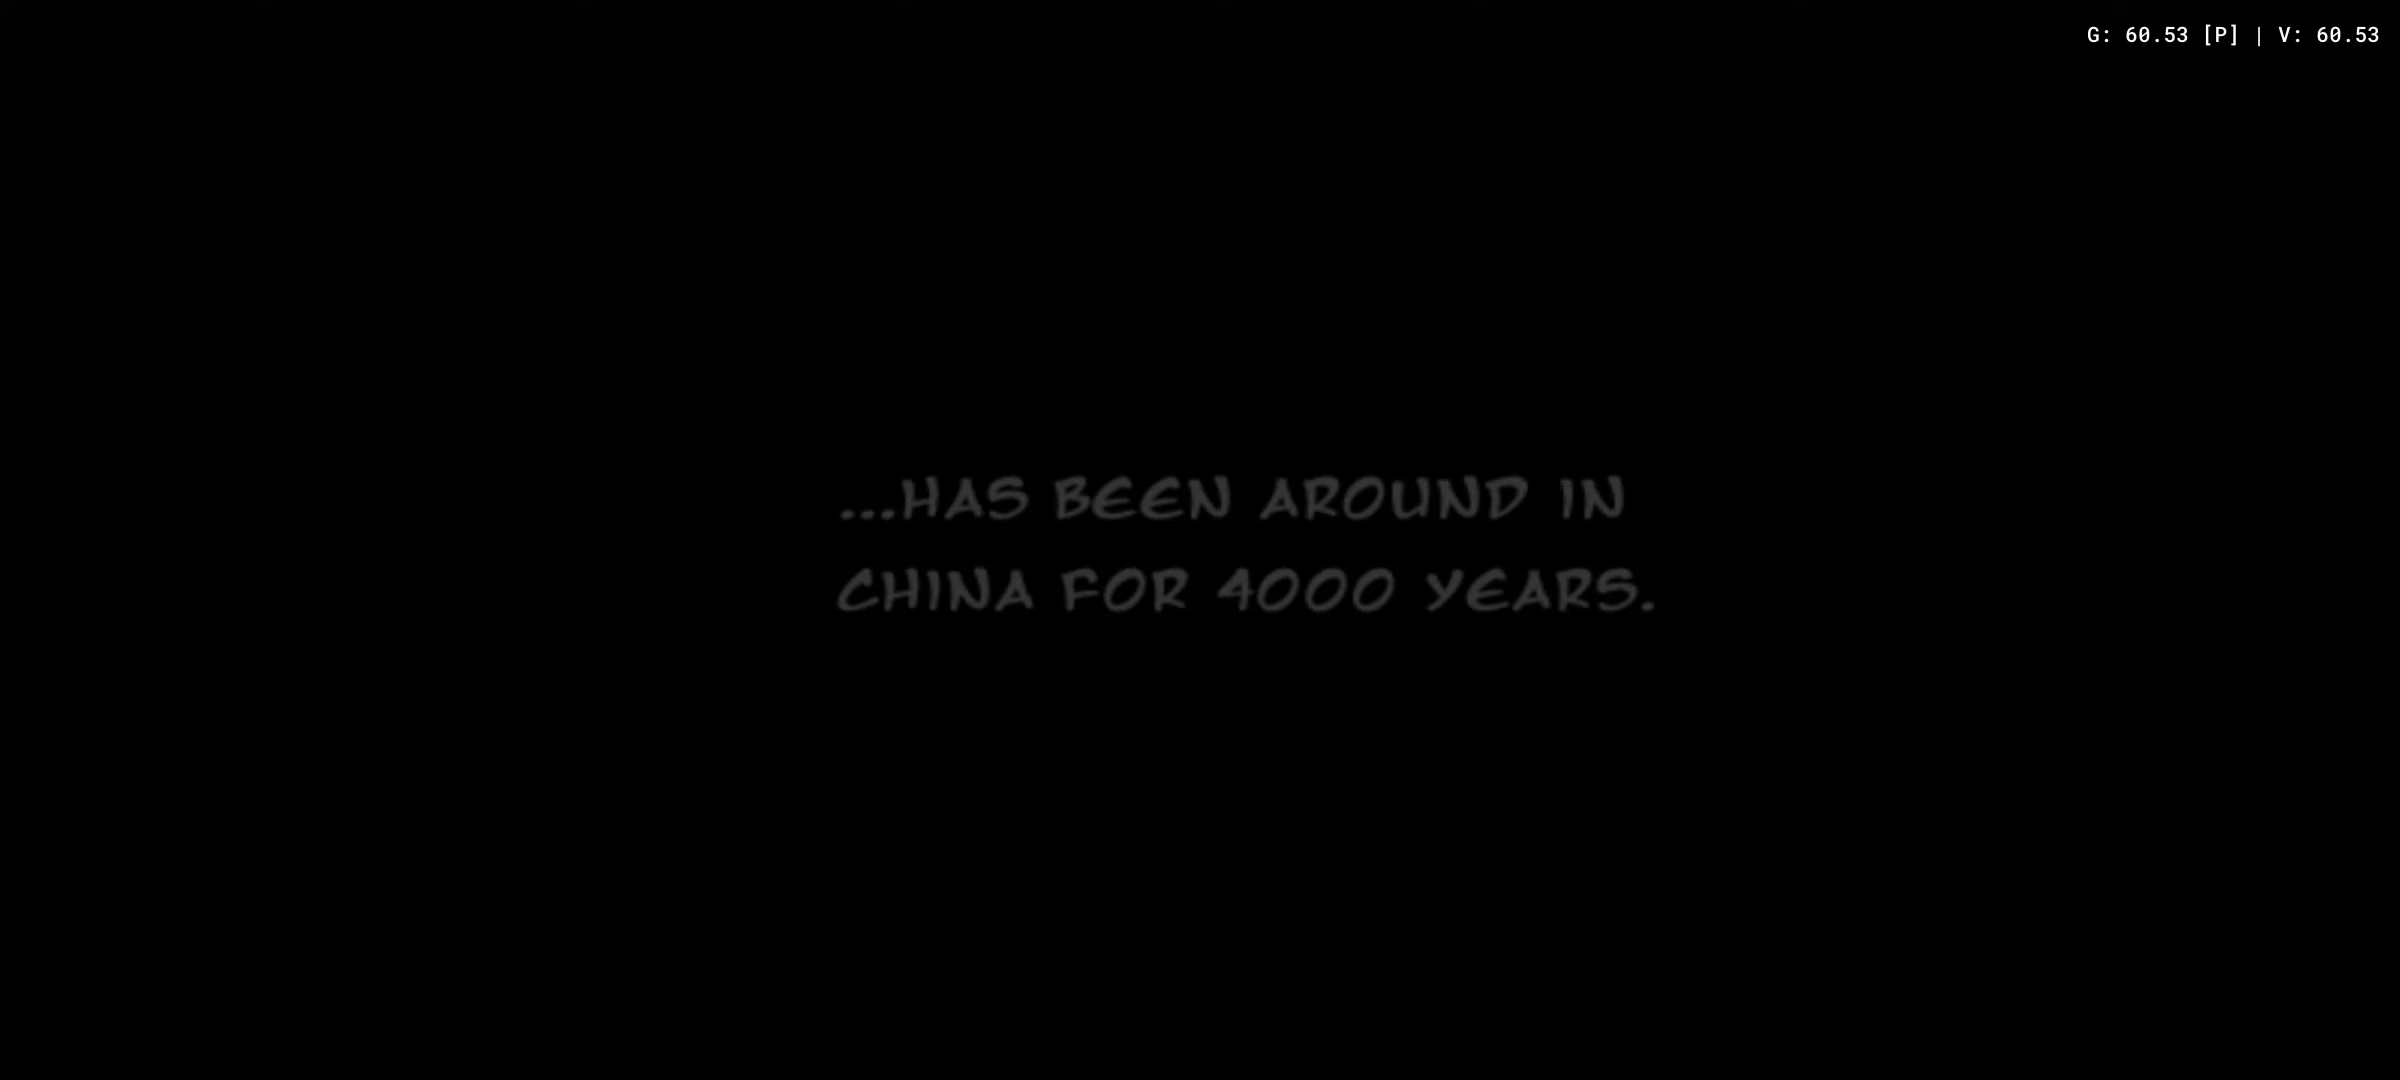 G: 60.53 [P] | V: 60.53
...HAS BEEN AROUND IN
CHINA FOR 4000 YEARS.